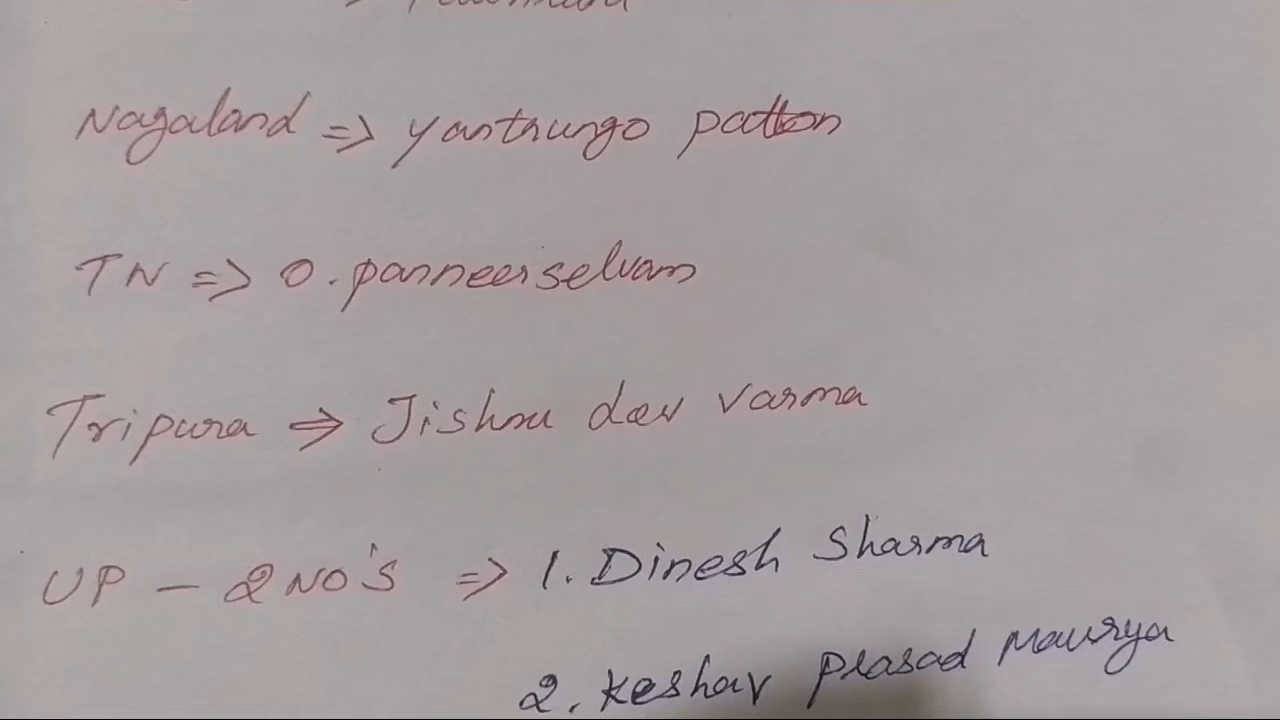 Nagaland => yanthungo patton
TN => O. panneerselvam
Tripura => Jishnu dev varma
UP - 2 NO'S => 1. Dinesh Sharma
2. Keshav prasad Maurya